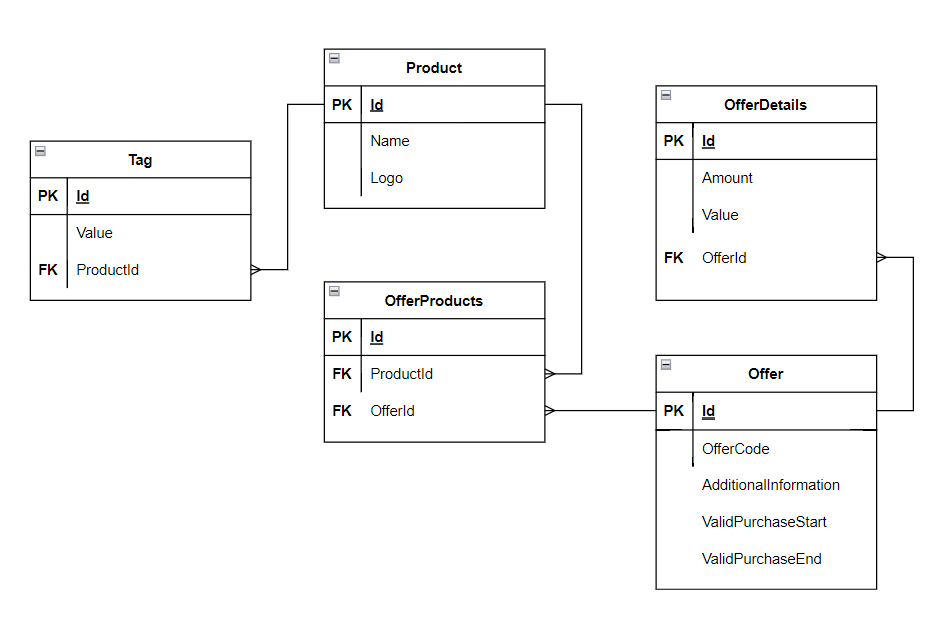 Product
PK Id
Name
Logo
Tag
PK Id
Value
FK ProductId
OfferProducts
PK Id
FK ProductId
FK OfferId
OfferDetails
PK Id
Amount
Value
FK OfferId
Offer
PK Id
OfferCode
AdditionalInformation
ValidPurchaseStart
ValidPurchaseEnd